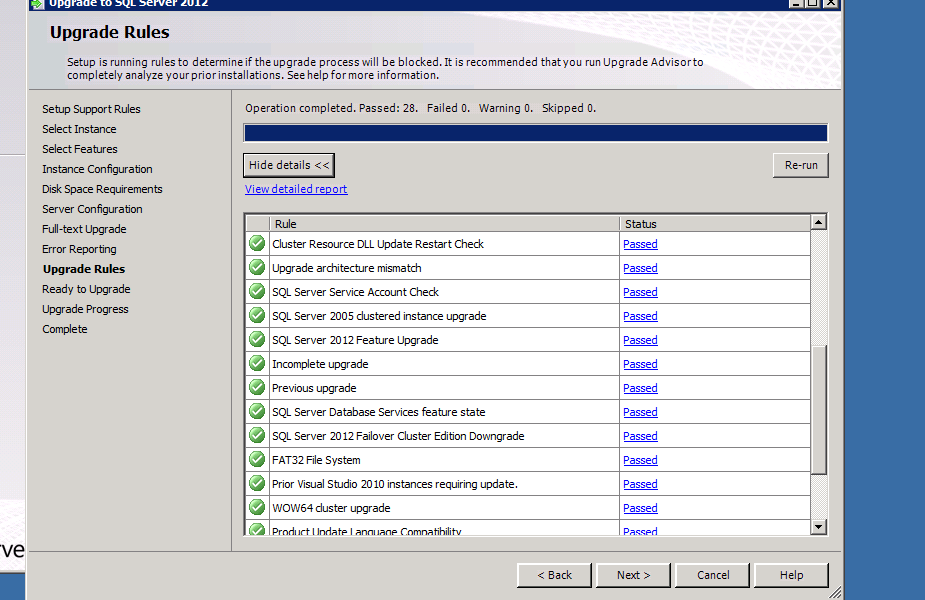 Upgrade to SQL Server 2012
Upgrade Rules
Setup is running rules to determine if the upgrade process will be blocked. It is recommended that you run Upgrade Advisor to
completely analyze your prior installations. See help for more information.
Setup Support Rules
Select Instance
Select Features
Instance Configuration
Disk Space Requirements
Server Configuration
Full-text Upgrade
Error Reporting
Upgrade Rules
Ready to Upgrade
Upgrade Progress
Complete
Operation completed. Passed: 28. Failed 0. Warning 0. Skipped 0.
Hide details <<
Re-run
View detailed report
Rule Status
Cluster Resource DLL Update Restart Check Passed
Upgrade architecture mismatch Passed
SQL Server Service Account Check Passed
SQL Server 2005 clustered instance upgrade Passed
SQL Server 2012 Feature Upgrade Passed
Incomplete upgrade Passed
Previous upgrade Passed
SQL Server Database Services feature state Passed
SQL Server 2012 Failover Cluster Edition Downgrade Passed
FAT32 File System Passed
Prior Visual Studio 2010 instances requiring update. Passed
WOW64 cluster upgrade Passed
Product Update Language Compatibility Passed
rve
< Back Next > Cancel Help